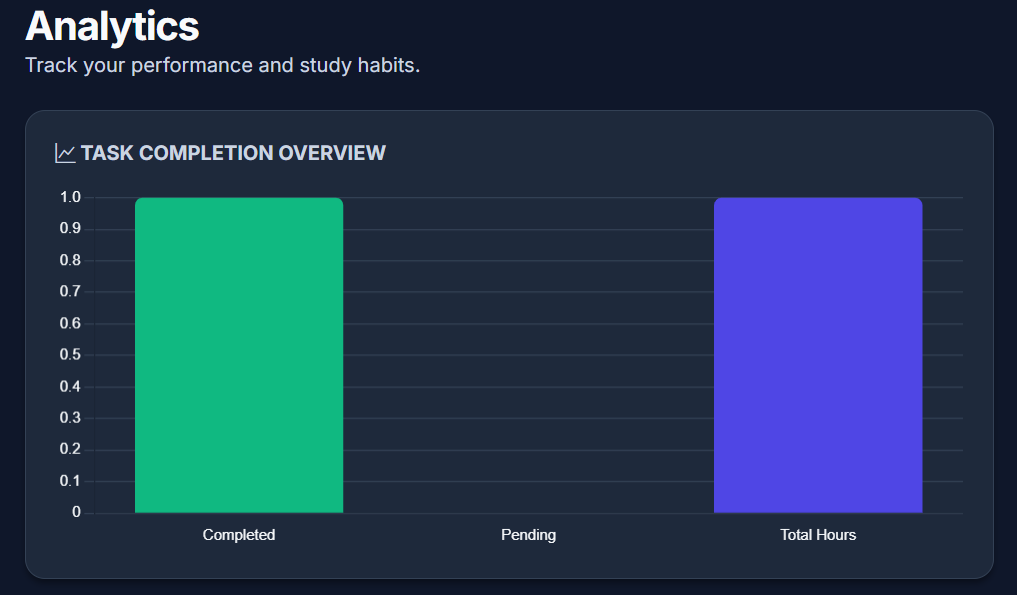 Analytics
Track your performance and study habits.
TASK COMPLETION OVERVIEW
1.0
0.9
0.8
0.7
0.6
0.5
0.4
0.3
0.2
0.1
0
Completed Pending Total Hours